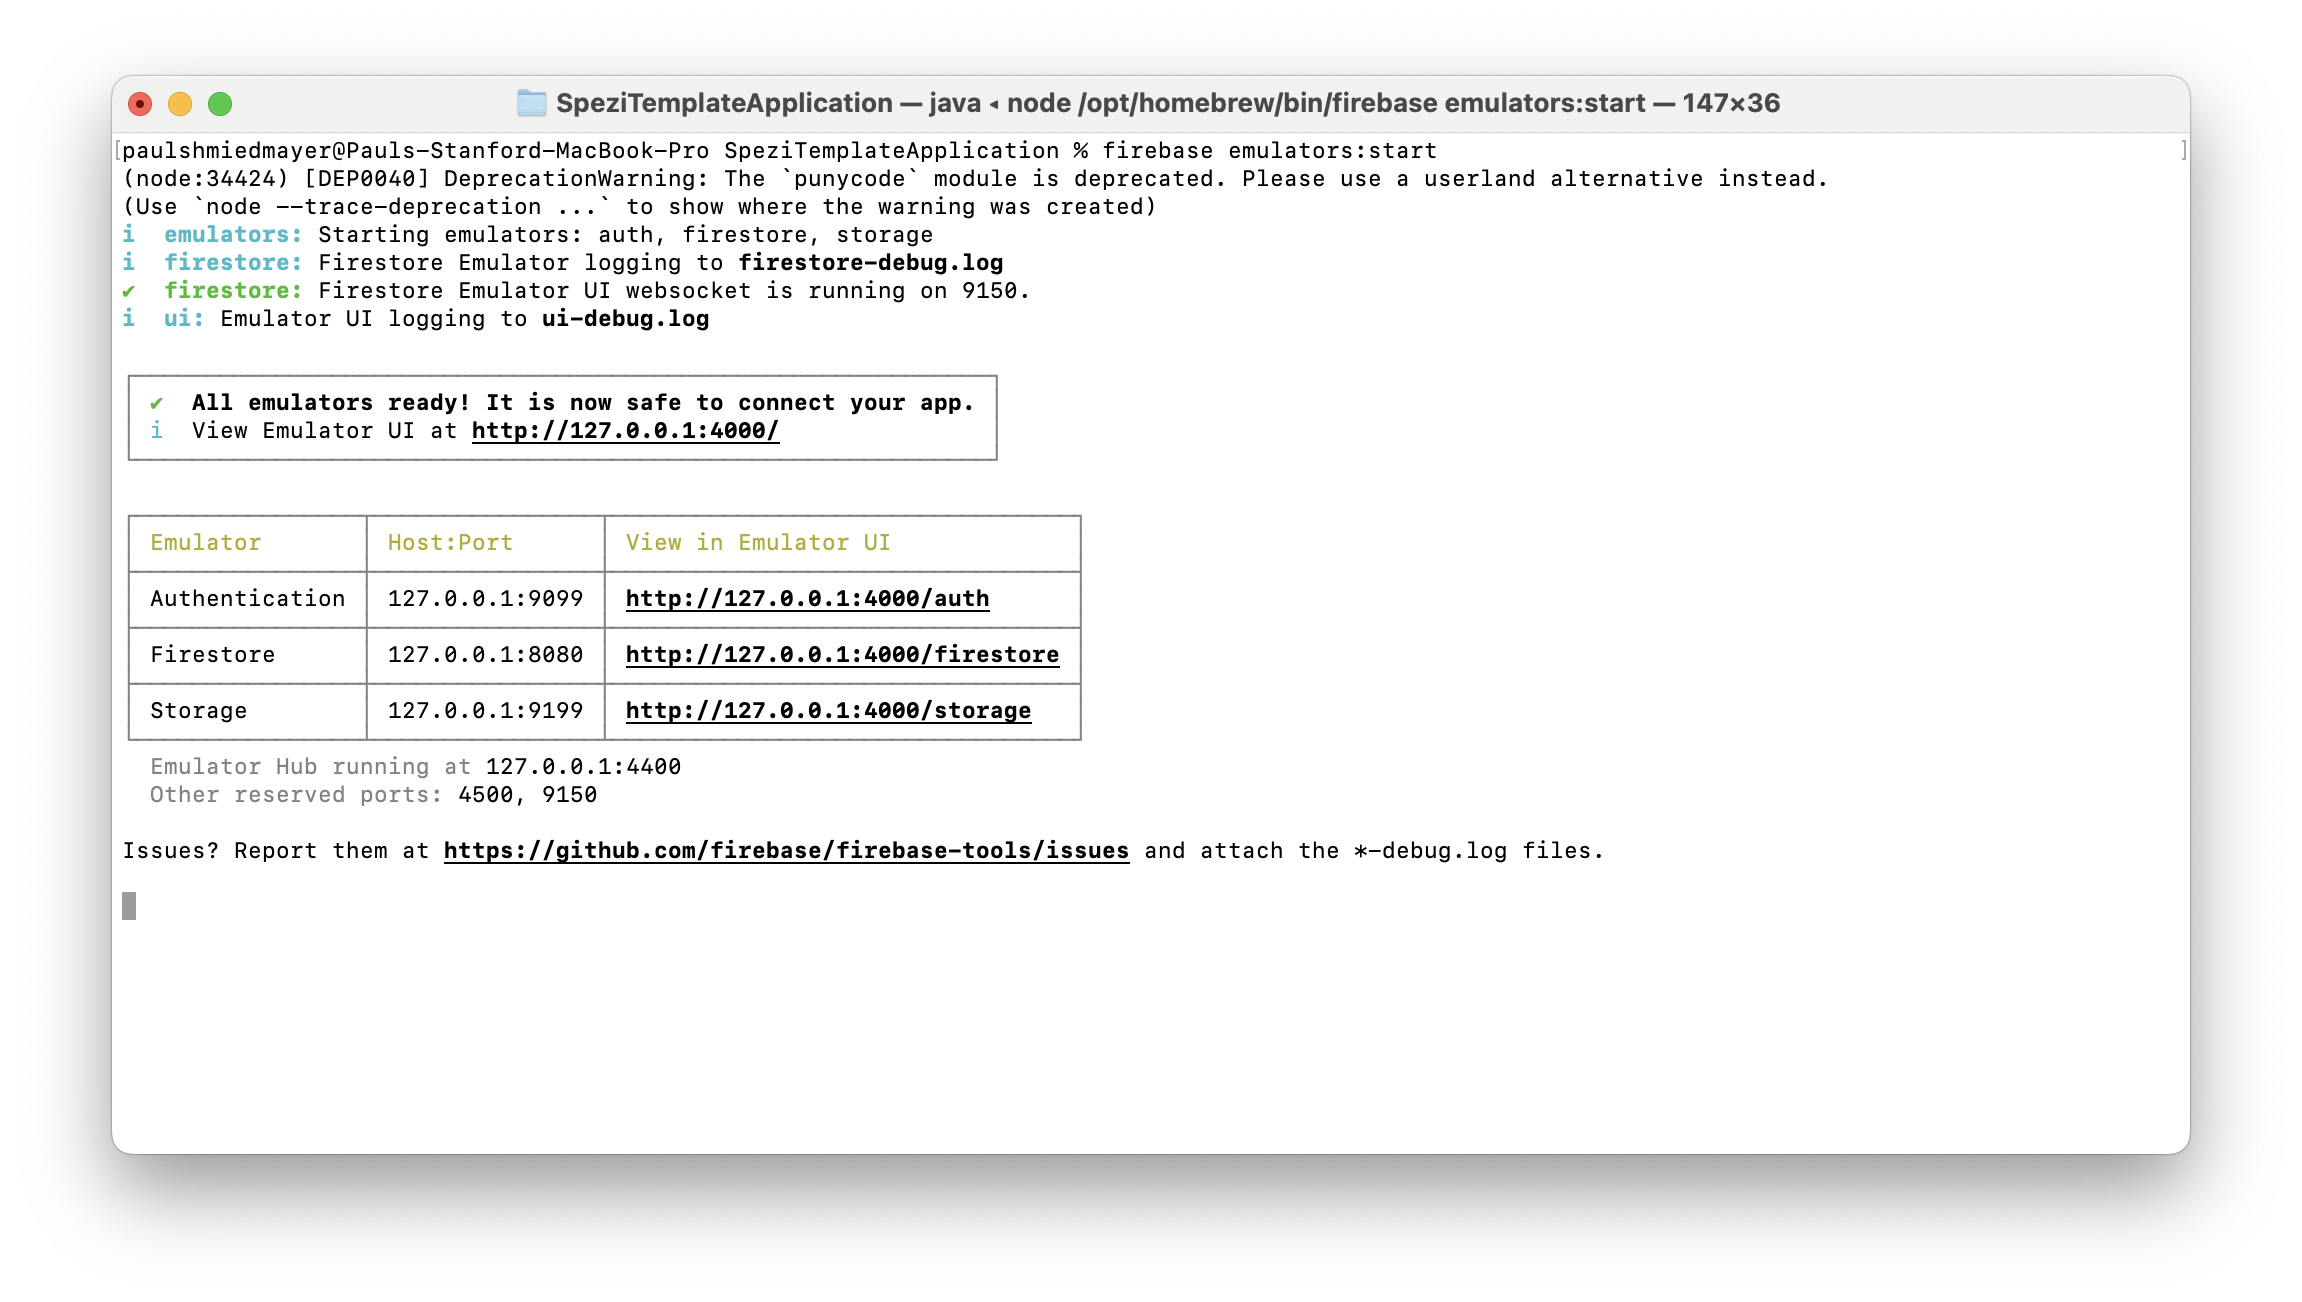 SpeziTemplateApplication — java ◂ node /opt/homebrew/bin/firebase emulators:start — 147×36
[paulshmiedmayer@Pauls-Stanford-MacBook-Pro SpeziTemplateApplication % firebase emulators:start ]
(node:34424) [DEP0040] DeprecationWarning: The `punycode` module is deprecated. Please use a userland alternative instead.
(Use `node --trace-deprecation ...` to show where the warning was created)
i  emulators: Starting emulators: auth, firestore, storage
i  firestore: Firestore Emulator logging to firestore-debug.log
✔  firestore: Firestore Emulator UI websocket is running on 9150.
i  ui: Emulator UI logging to ui-debug.log
✔  All emulators ready! It is now safe to connect your app.
i  View Emulator UI at http://127.0.0.1:4000/
Emulator Host:Port View in Emulator UI
Authentication 127.0.0.1:9099 http://127.0.0.1:4000/auth
Firestore 127.0.0.1:8080 http://127.0.0.1:4000/firestore
Storage 127.0.0.1:9199 http://127.0.0.1:4000/storage
Emulator Hub running at 127.0.0.1:4400
Other reserved ports: 4500, 9150
Issues? Report them at https://github.com/firebase/firebase-tools/issues and attach the *-debug.log files.